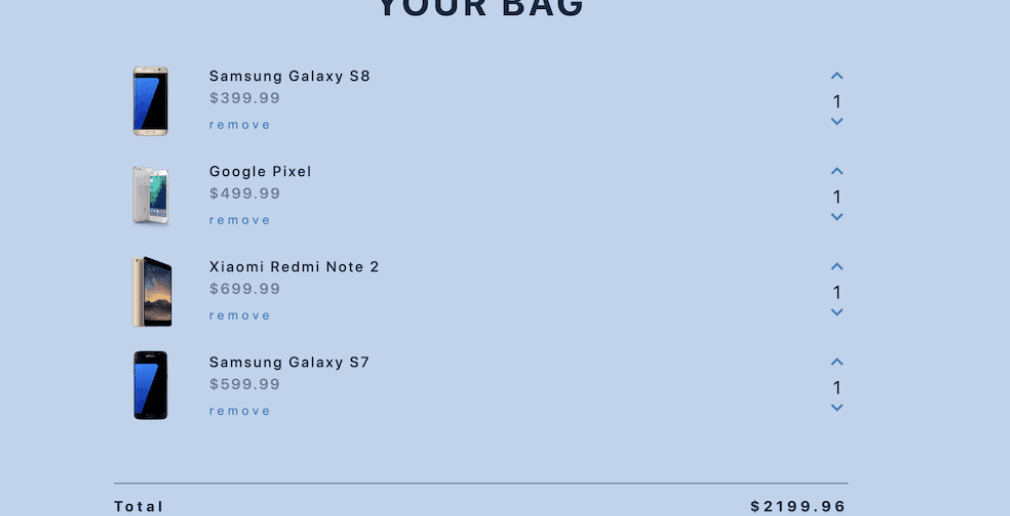 YOUR BAG
Samsung Galaxy S8
$399.99
1
remove
Google Pixel
$499.99
1
remove
Xiaomi Redmi Note 2
$699.99
1
remove
Samsung Galaxy S7
$599.99
1
remove
Total $2199.96